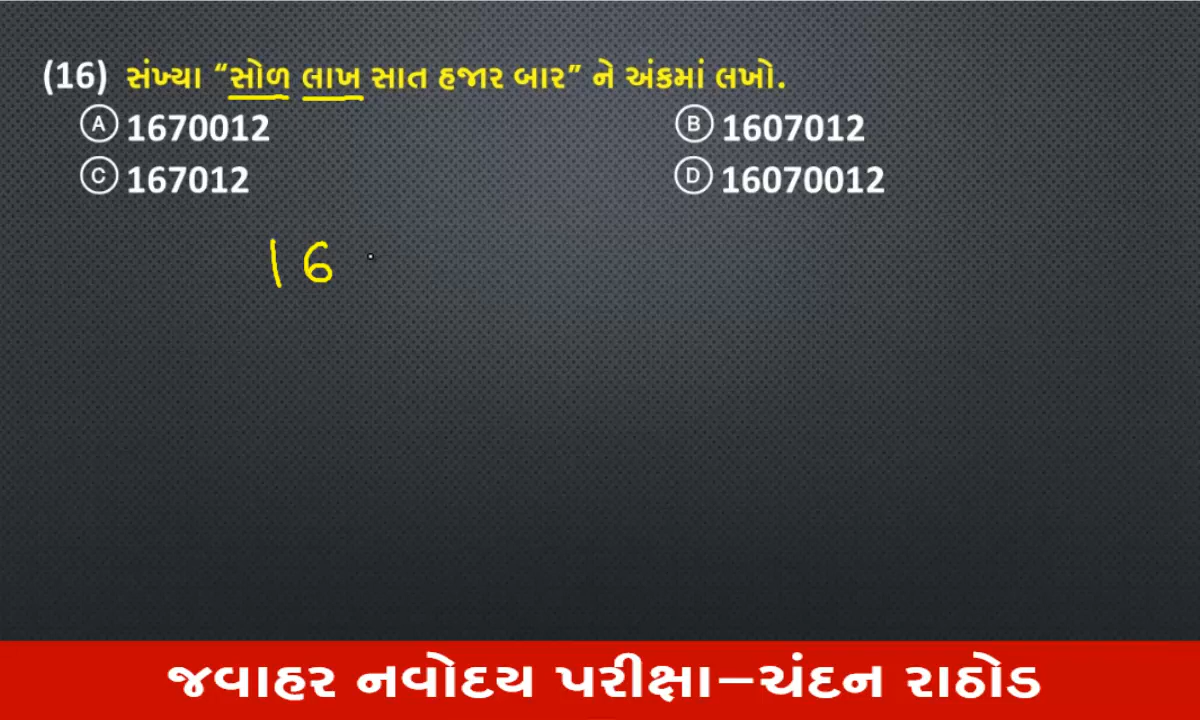 (16) સંખ્યા “સોળ લાખ સાત હજાર બાર” ને અંકમાં લખો.
A 1670012 B 1607012
C 167012 D 16070012
16
જવાહર નવોદય પરીક્ષા–ચંદન રાઠોડ